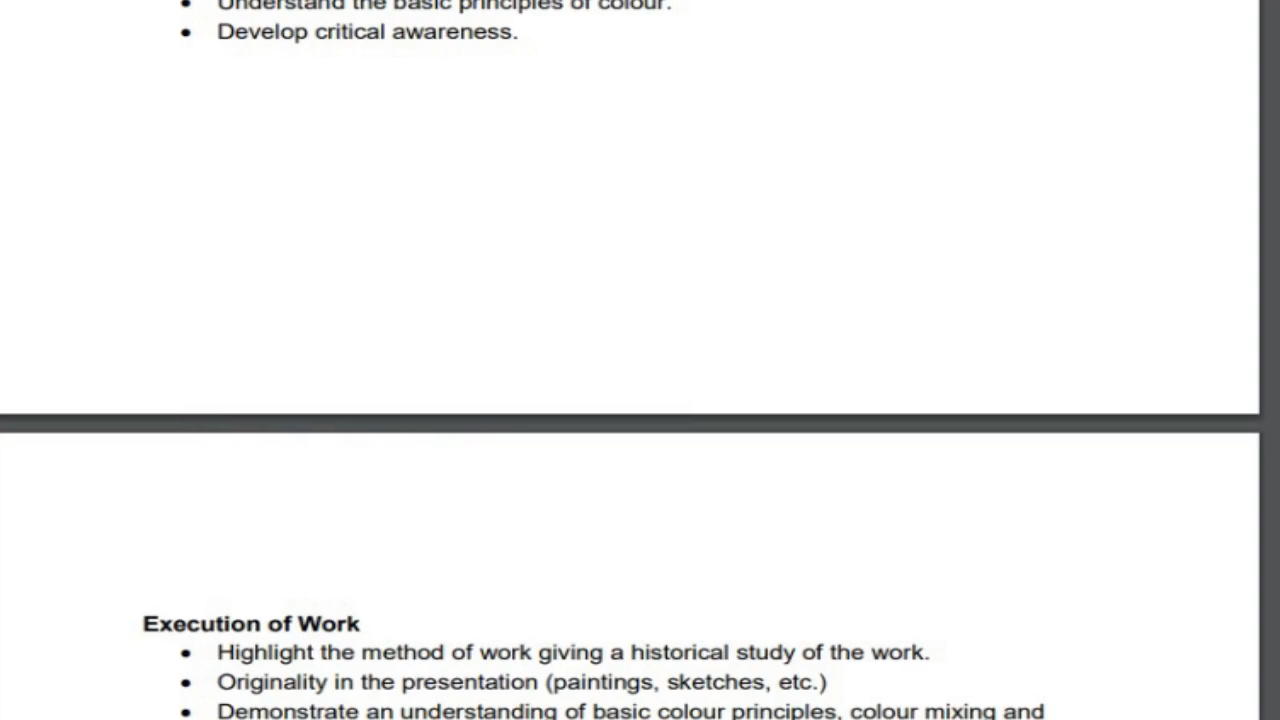 Understand the basic principles of colour.
• Develop critical awareness.
Execution of Work
• Highlight the method of work giving a historical study of the work.
• Originality in the presentation (paintings, sketches, etc.)
• Demonstrate an understanding of basic colour principles, colour mixing and